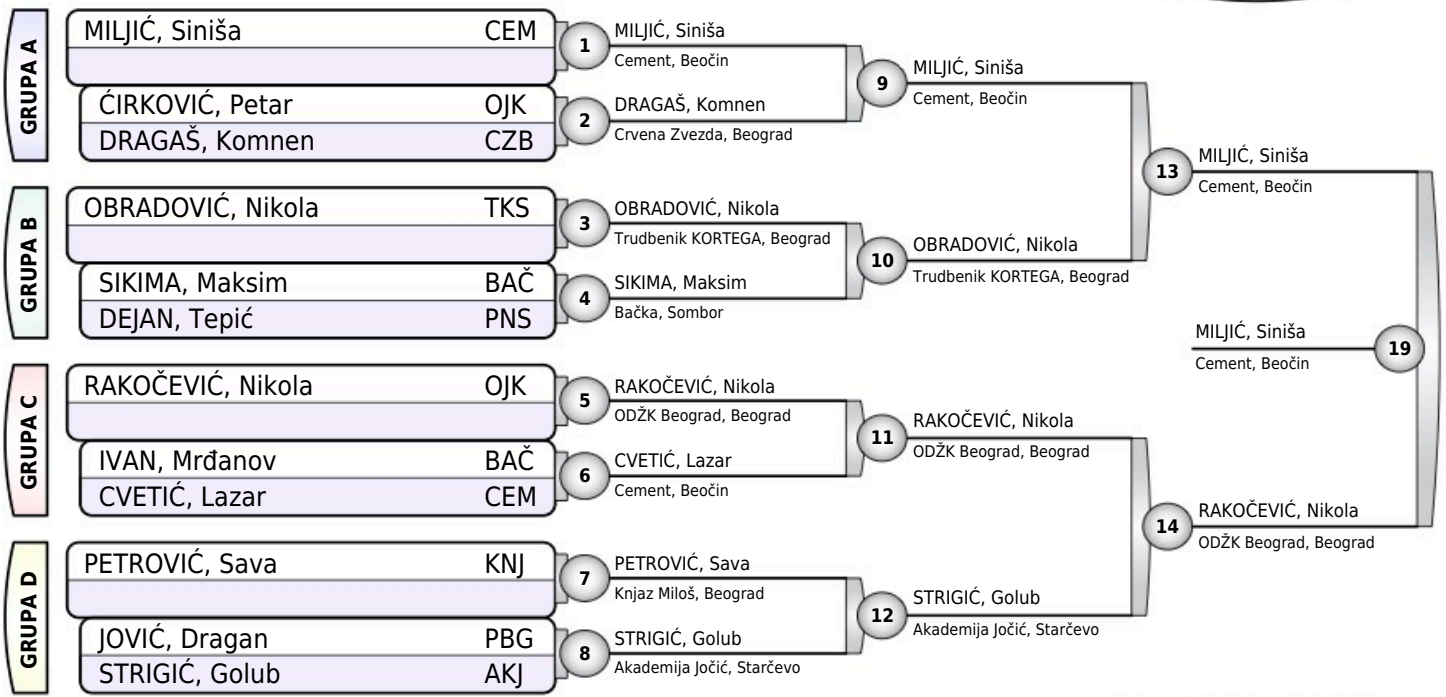 GRUPA A
MILJIĆ, Siniša CEM
ĆIRKOVIĆ, Petar OJK
DRAGAŠ, Komnen CZB
GRUPA B
OBRADOVIĆ, Nikola TKS
SIKIMA, Maksim BAČ
DEJAN, Tepić PNS
GRUPA C
RAKOČEVIĆ, Nikola OJK
IVAN, Mrđanov BAČ
CVETIĆ, Lazar CEM
GRUPA D
PETROVIĆ, Sava KNJ
JOVIĆ, Dragan PBG
STRIGIĆ, Golub AKJ
1
MILJIĆ, Siniša
Cement, Beočin
2
DRAGAŠ, Komnen
Crvena Zvezda, Beograd
3
OBRADOVIĆ, Nikola
Trudbenik KORTEGA, Beograd
4
SIKIMA, Maksim
Bačka, Sombor
5
RAKOČEVIĆ, Nikola
ODŽK Beograd, Beograd
6
CVETIĆ, Lazar
Cement, Beočin
7
PETROVIĆ, Sava
Knjaz Miloš, Beograd
8
STRIGIĆ, Golub
Akademija Jočić, Starčevo
9
MILJIĆ, Siniša
Cement, Beočin
10
OBRADOVIĆ, Nikola
Trudbenik KORTEGA, Beograd
11
RAKOČEVIĆ, Nikola
ODŽK Beograd, Beograd
12
STRIGIĆ, Golub
Akademija Jočić, Starčevo
13
MILJIĆ, Siniša
Cement, Beočin
14
RAKOČEVIĆ, Nikola
ODŽK Beograd, Beograd
MILJIĆ, Siniša
Cement, Beočin
19